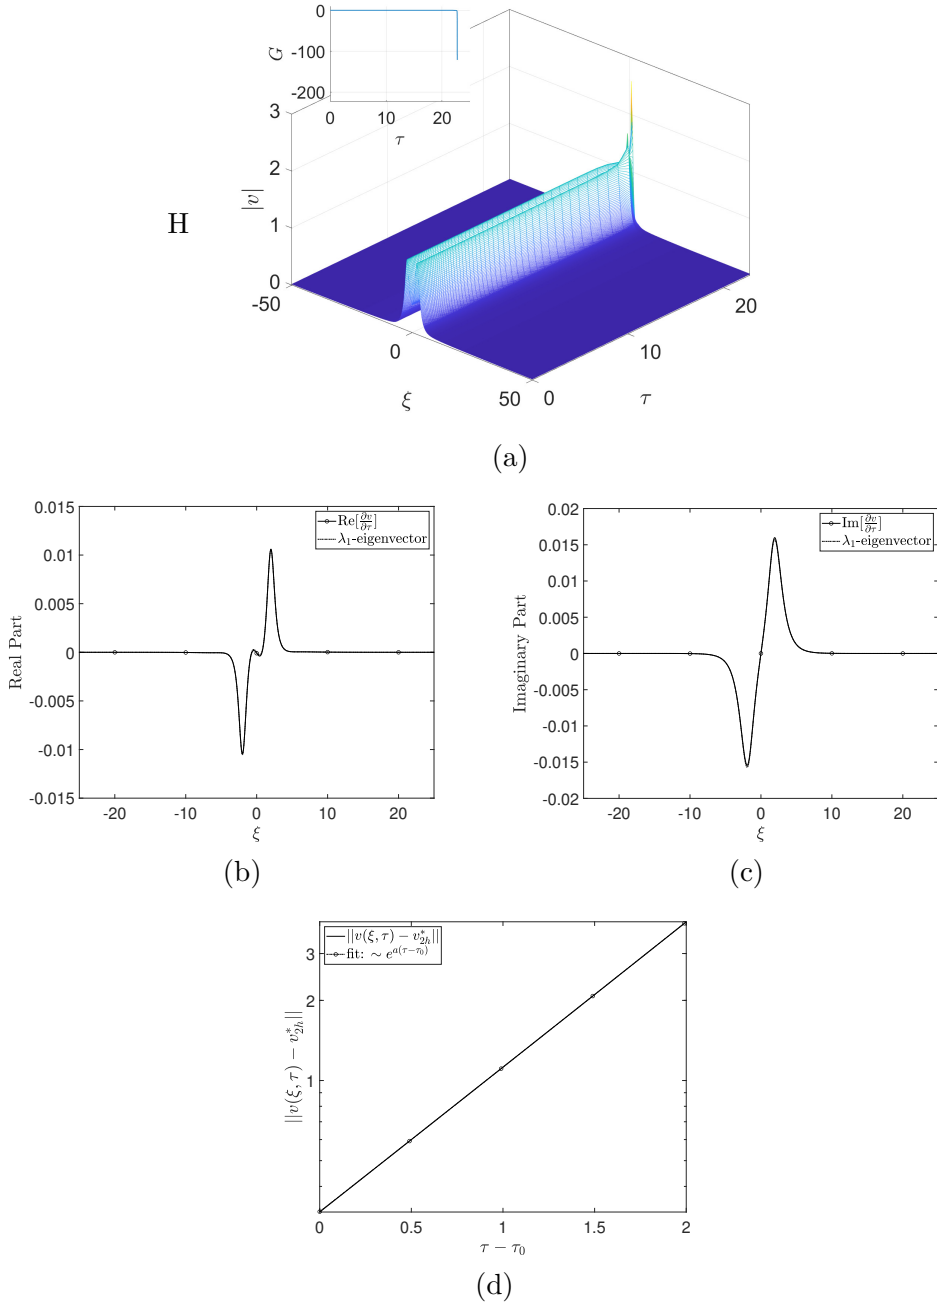 0
-100
-200
G
0 10 20
τ
3
2
1
0
|v|
H
-50
0
50
ξ
0
10
20
τ
(a)
0.015
0.01
0.005
0
-0.005
-0.01
-0.015
Real Part
Re[∂v/∂τ]
λ₁-eigenvector
-20 -10 0 10 20
ξ
(b)
0.02
0.015
0.01
0.005
0
-0.005
-0.01
-0.015
-0.02
Imaginary Part
Im[∂v/∂τ]
λ₁-eigenvector
-20 -10 0 10 20
ξ
(c)
||v(ξ, τ) − v*₂ₕ||
fit: ∼ e^{a(τ−τ₀)}
3
2
1
||v(ξ, τ) − v*₂ₕ||
0 0.5 1 1.5 2
τ − τ₀
(d)